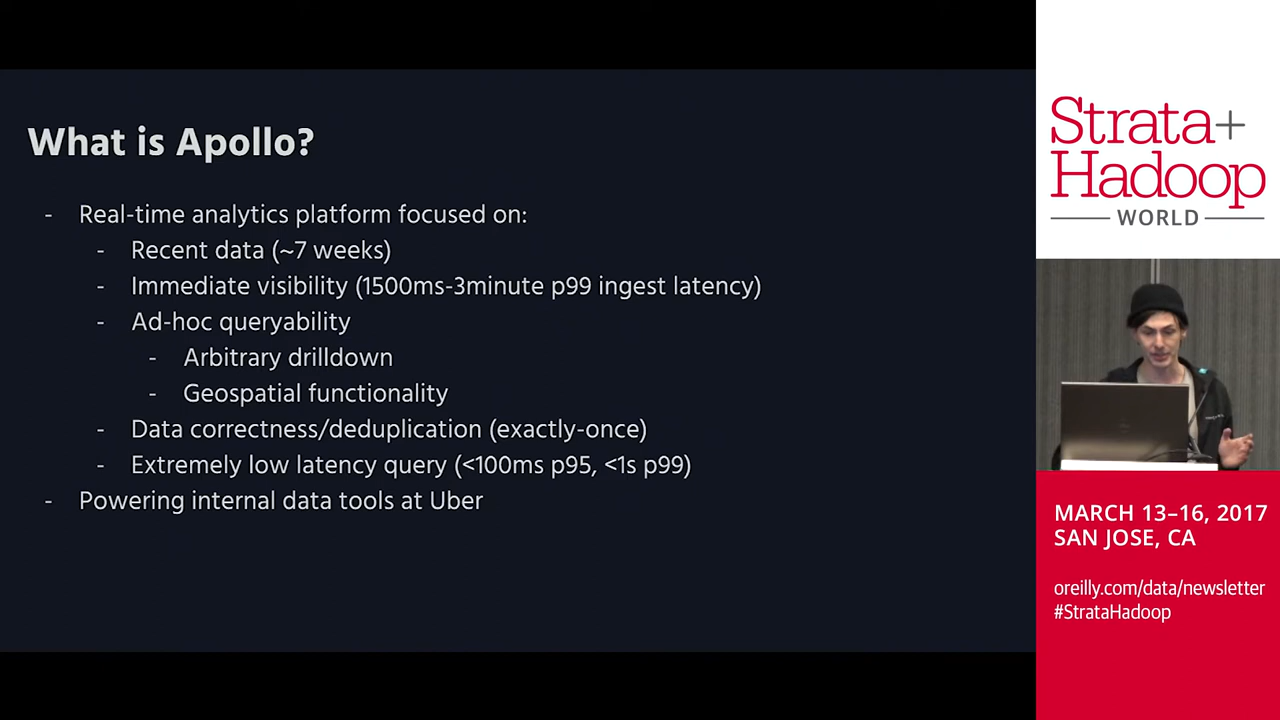 What is Apollo?
- Real-time analytics platform focused on:
- Recent data (~7 weeks)
- Immediate visibility (1500ms-3minute p99 ingest latency)
- Ad-hoc queryability
- Arbitrary drilldown
- Geospatial functionality
- Data correctness/deduplication (exactly-once)
- Extremely low latency query (<100ms p95, <1s p99)
- Powering internal data tools at Uber
Strata+
Hadoop
WORLD
MARCH 13–16, 2017
SAN JOSE, CA
oreilly.com/data/newsletter
#StrataHadoop